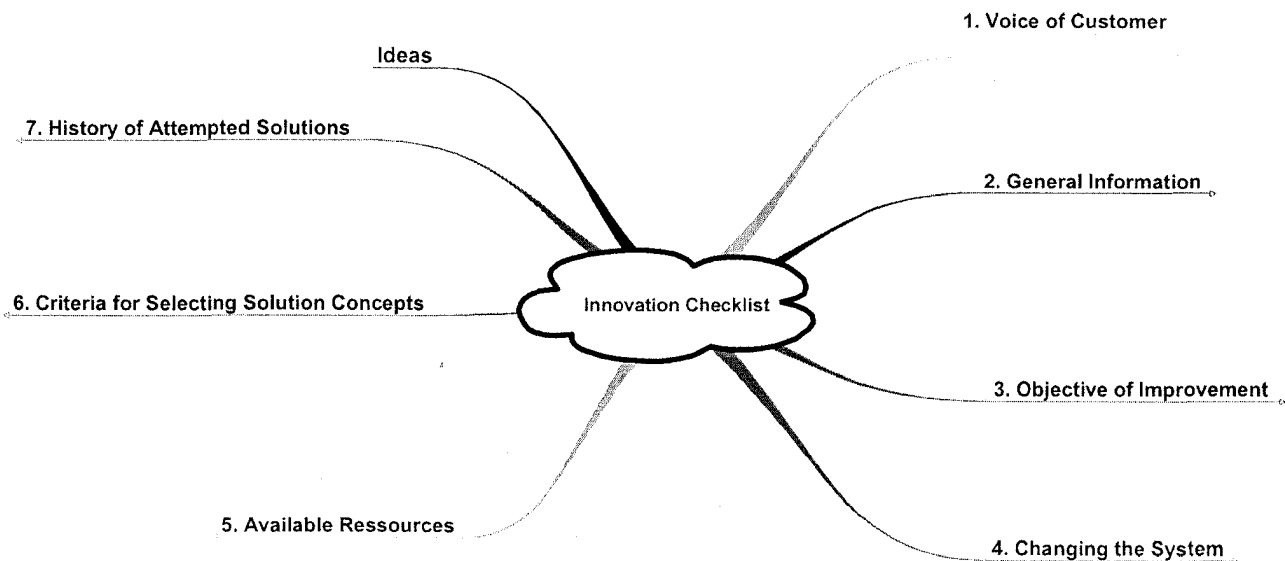 1. Voice of Customer
Ideas
7. History of Attempted Solutions
2. General Information
6. Criteria for Selecting Solution Concepts
Innovation Checklist
3. Objective of Improvement
5. Available Ressources
4. Changing the System